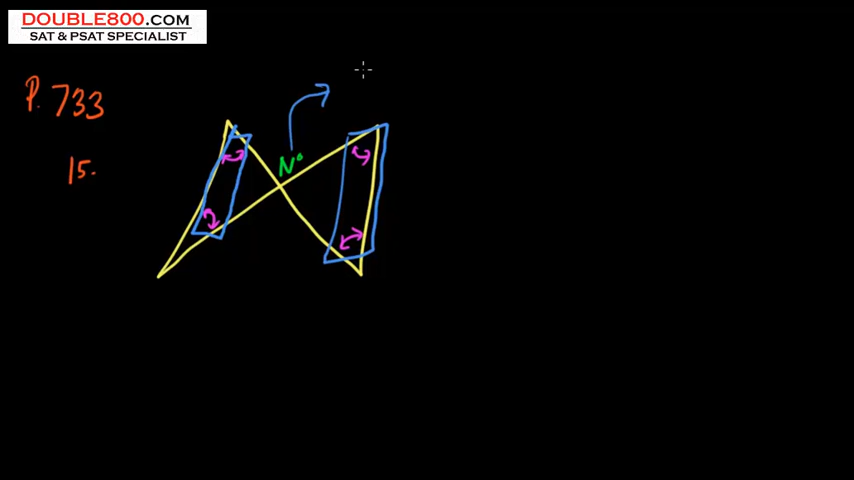 DOUBLE800.COM
SAT & PSAT SPECIALIST
P. 733
15.
N°